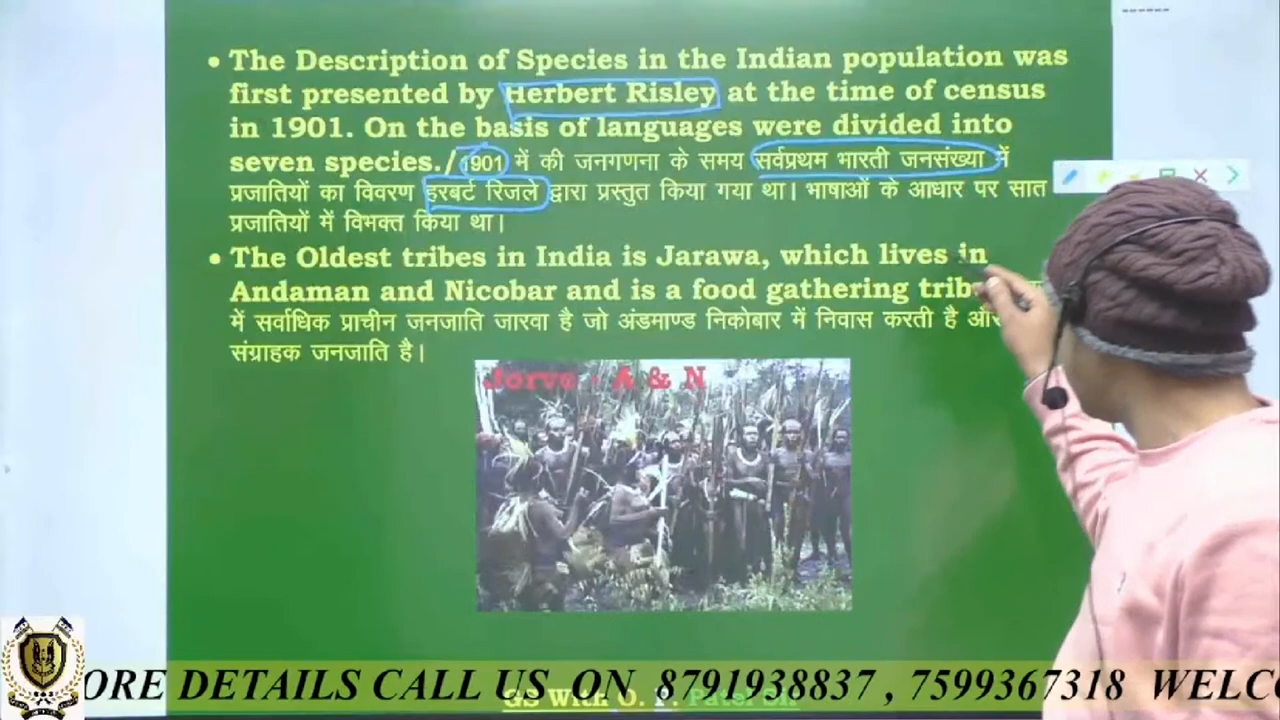 • The Description of Species in the Indian population was
first presented by Herbert Risley at the time of census
in 1901. On the basis of languages were divided into
seven species./1901 में की जनगणना के समय सर्वप्रथम भारती जनसंख्या में
प्रजातियों का विवरण हरबर्ट रिजले द्वारा प्रस्तुत किया गया था। भाषाओं के आधार पर सात
प्रजातियों में विभक्त किया था।
• The Oldest tribes in India is Jarawa, which lives in
Andaman and Nicobar and is a food gathering
में सर्वाधिक प्राचीन जनजाति जारवा है जो अंडमाण्ड निकोबार में निवास करती है
संग्राहक जनजाति है।
Jorve - A & N
ORE DETAILS CALL US ON 8791938837 , 7599367318 WELC
GS With O. P. Patel